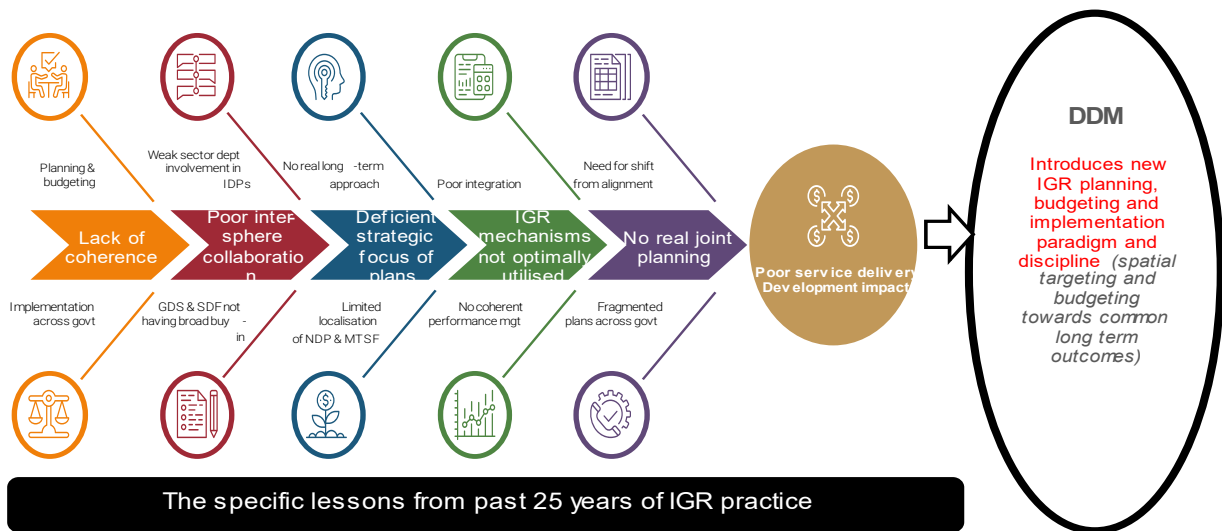 Planning &
budgeting
Weak sector dept
involvement in
IDPs
No real long -term
approach
Poor integration
Need for shift
from alignment
Lack of
coherence
Poor inter-
sphere
collaboratio
n
Deficient
strategic
focus of
plans
IGR
mechanisms
not optimally
utilised
No real joint
planning
Poor service delivery
Development impact
Implementation
across govt
GDS & SDF not
having broad buy -
in
Limited
localisation
of NDP & MTSF
No coherent
performance mgt
Fragmented
plans across govt
DDM
Introduces new
IGR planning,
budgeting and
implementation
paradigm and
discipline (spatial
targeting and
budgeting
towards common
long term
outcomes)
The specific lessons from past 25 years of IGR practice